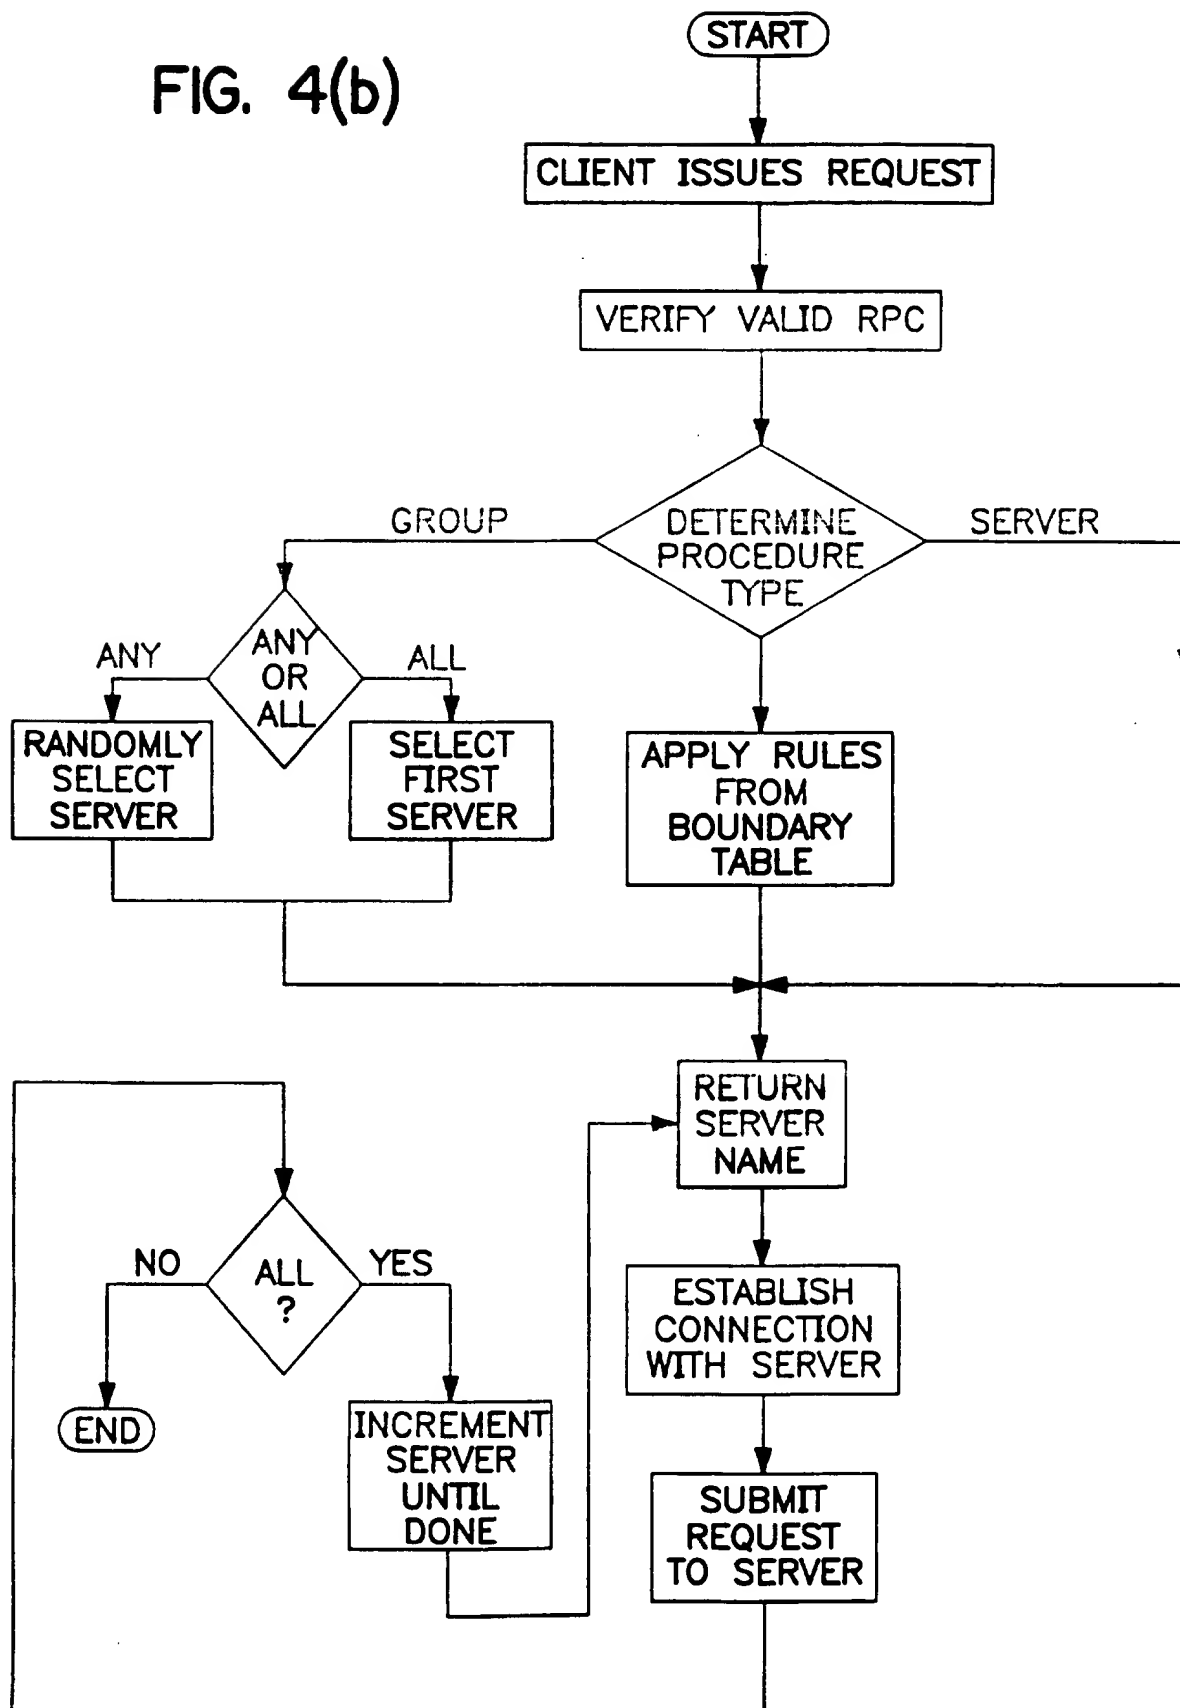 FIG. 4(b)
START
CLIENT ISSUES REQUEST
VERIFY VALID RPC
DETERMINE
PROCEDURE
TYPE
GROUP
SERVER
ANY
OR
ALL
ANY
ALL
RANDOMLY
SELECT
SERVER
SELECT
FIRST
SERVER
APPLY RULES
FROM
BOUNDARY
TABLE
RETURN
SERVER
NAME
ESTABLISH
CONNECTION
WITH SERVER
SUBMIT
REQUEST
TO SERVER
ALL
?
NO
YES
END
INCREMENT
SERVER
UNTIL
DONE